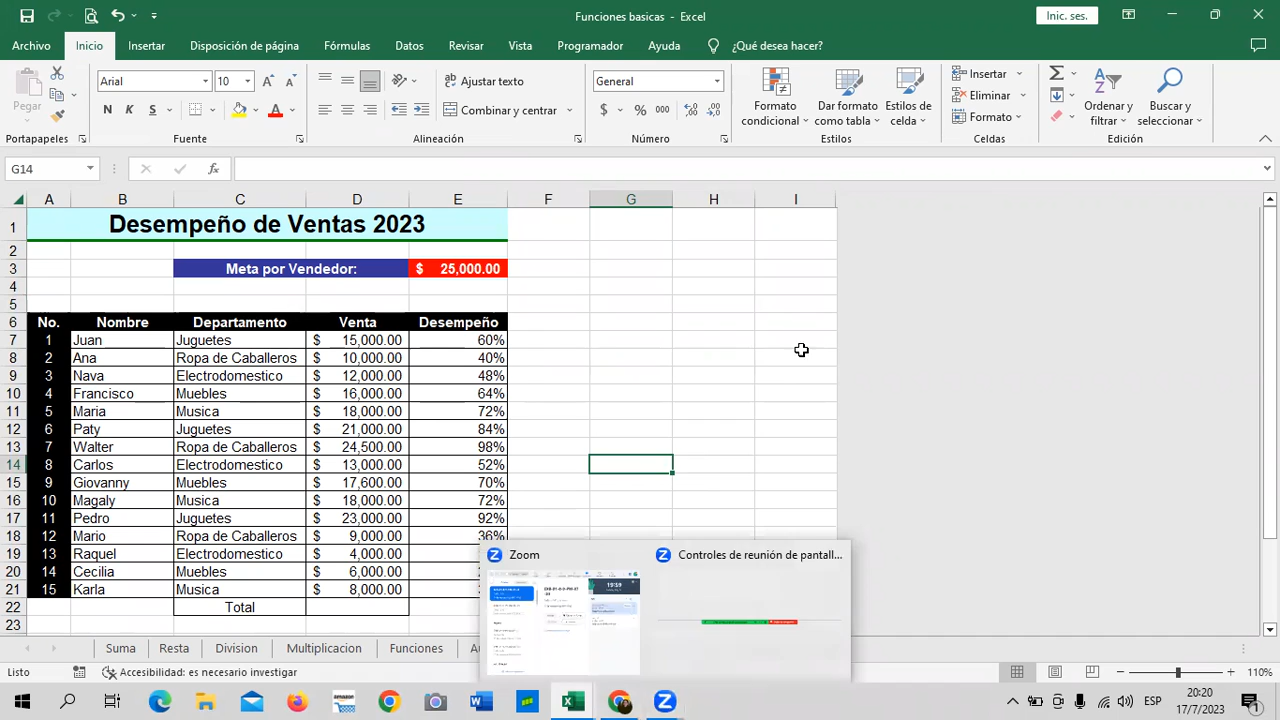 Funciones basicas - Excel
Inic. ses.
Archivo Inicio Insertar Disposición de página Fórmulas Datos Revisar Vista Programador Ayuda ¿Qué desea hacer?
Pegar
Arial 10
Ajustar texto
General
Formato condicional
Dar formato como tabla
Estilos de celda
Insertar
Eliminar
Formato
Ordenar y filtrar
Buscar y seleccionar
N K S
Combinar y centrar
$ % 000
Portapapeles Fuente Alineación Número Estilos Celdas Edición
G14 fx
A B C D E F G H I
1 Desempeño de Ventas 2023
2
3 Meta por Vendedor: $ 25,000.00
4
5
6 No. Nombre Departamento Venta Desempeño
7 1 Juan Juguetes $ 15,000.00 60%
8 2 Ana Ropa de Caballeros $ 10,000.00 40%
9 3 Nava Electrodomestico $ 12,000.00 48%
10 4 Francisco Muebles $ 16,000.00 64%
11 5 Maria Musica $ 18,000.00 72%
12 6 Paty Juguetes $ 21,000.00 84%
13 7 Walter Ropa de Caballeros $ 24,500.00 98%
14 8 Carlos Electrodomestico $ 13,000.00 52%
15 9 Giovanny Muebles $ 17,600.00 70%
16 10 Magaly Musica $ 18,000.00 72%
17 11 Pedro Juguetes $ 23,000.00 92%
18 12 Mario Ropa de Caballeros $ 9,000.00 36%
19 13 Raquel Electrodomestico $ 4,000.00
20 14 Cecilia Muebles $ 6,000.00
21 15 Karla Musica $
22 Total
23
Zoom
Controles de reunión de pantall...
19:59
Suma Resta Division Multiplicacion Funciones
Listo Accesibilidad: es necesario investigar 110%
ESP
20:20
17/7/2023